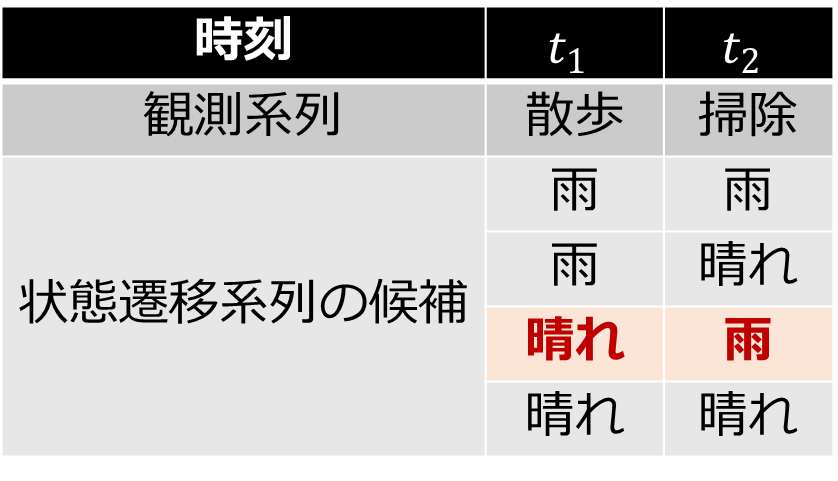 時刻 t1 t2
観測系列 散歩 掃除
状態遷移系列の候補 雨 雨
雨 晴れ
晴れ 雨
晴れ 晴れ